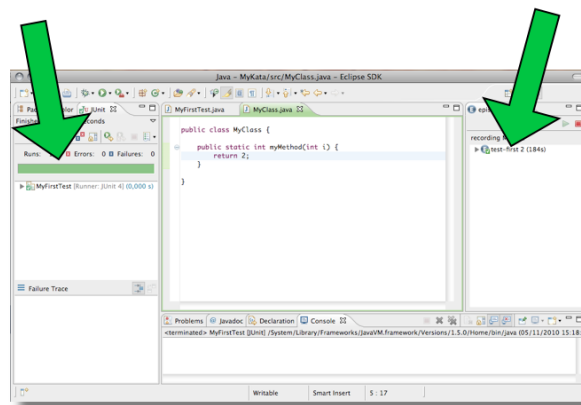 Java – MyKata/src/MyClass.java – Eclipse SDK
JUnit
MyFirstTest.java
MyClass.java
Finishe
conds
Runs:
Errors: 0
Failures: 0
MyFirstTest [Runner: JUnit 4] (0,000 s)
public class MyClass {
public static int myMethod(int i) {
return 2;
}
}
recording
test-first 2 (184s)
Failure Trace
Problems
Javadoc
Declaration
Console
<terminated> MyFirstTest [JUnit] /System/Library/Frameworks/JavaVM.framework/Versions/1.5.0/Home/bin/java (05/11/2010 15:18:
Writable
Smart Insert
5 : 17